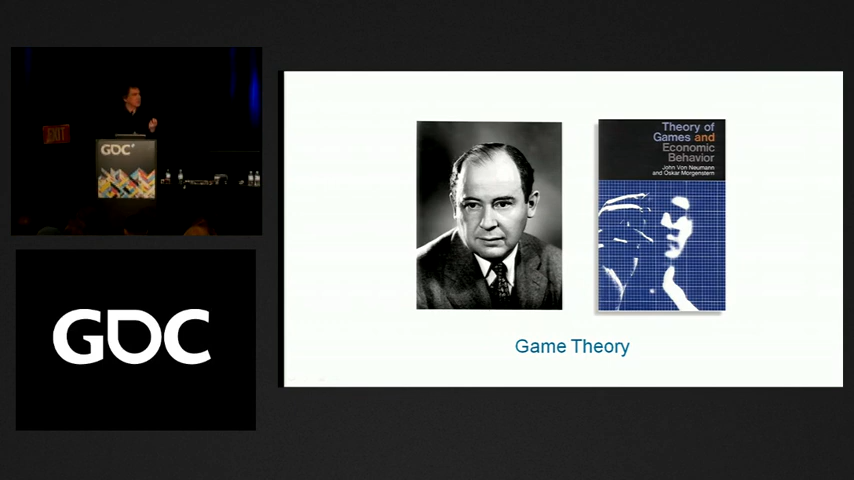 EXIT
GDC
GDC
Theory of
Games and
Economic
Behavior
John Von Neumann
and Oskar Morgenstern
Game Theory